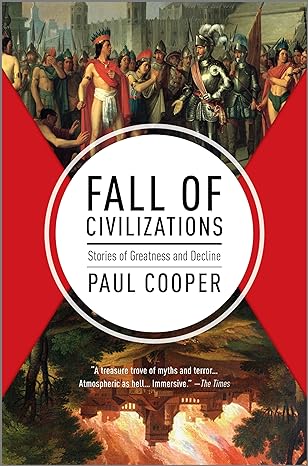 FALL OF
CIVILIZATIONS
Stories of Greatness and Decline
PAUL COOPER
"A treasure trove of myths and terror...
Atmospheric as hell... Immersive." —The Times